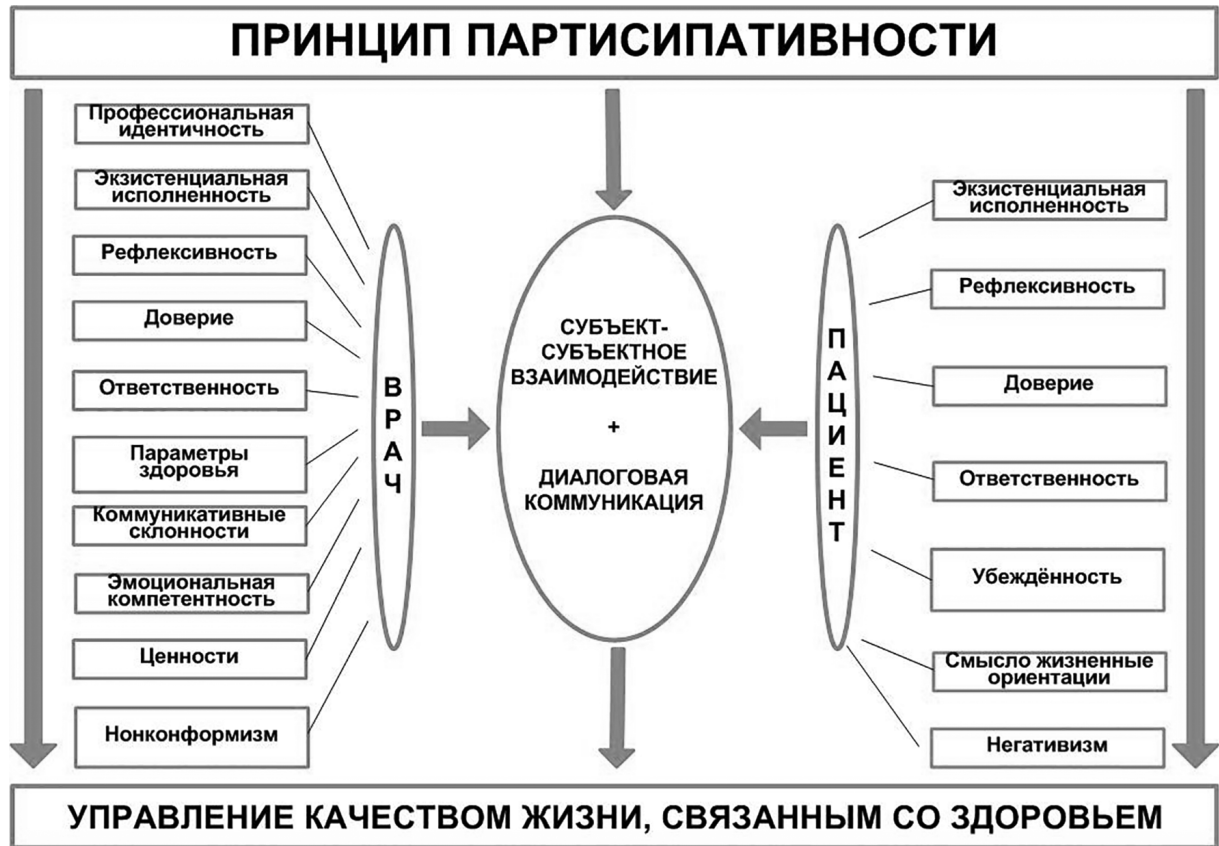 ПРИНЦИП ПАРТИСИПАТИВНОСТИ
Профессиональная
идентичность
Экзистенциальная
исполненность
Рефлексивность
Доверие
Ответственность
Параметры
здоровья
Коммуникативные
склонности
Эмоциональная
компетентность
Ценности
Нонконформизм
ВРАЧ
СУБЪЕКТ-
СУБЪЕКТНОЕ
ВЗАИМОДЕЙСТВИЕ
+
ДИАЛОГОВАЯ
КОММУНИКАЦИЯ
ПАЦИЕНТ
Экзистенциальная
исполненность
Рефлексивность
Доверие
Ответственность
Убеждённость
Смысло жизненные
ориентации
Негативизм
УПРАВЛЕНИЕ КАЧЕСТВОМ ЖИЗНИ, СВЯЗАННЫМ СО ЗДОРОВЬЕМ